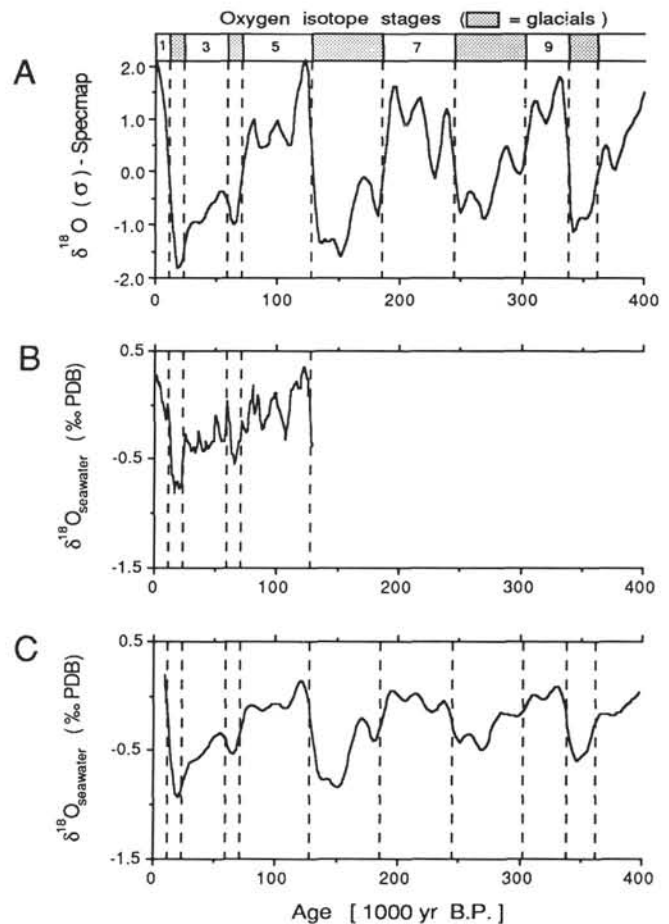 Oxygen isotope stages ( = glacials )
A
1 3 5 7 9
2.0
1.0
0.0
-1.0
-2.0
δ18O (σ) - Specmap
0 100 200 300 400
B
0.5
-0.5
-1.5
δ18Oseawater (‰ PDB)
0 100 200 300 400
C
0.5
-0.5
-1.5
δ18Oseawater (‰ PDB)
0 100 200 300 400
Age [ 1000 yr B.P. ]